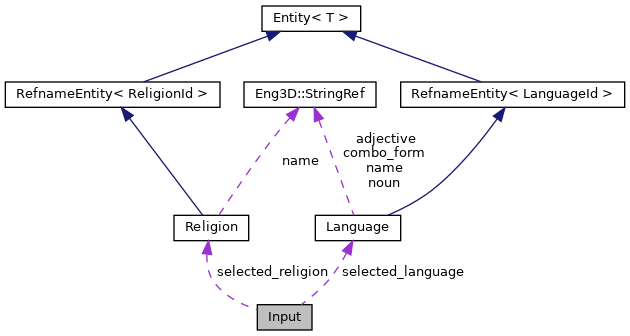 Entity< T >
RefnameEntity< ReligionId >
Eng3D::StringRef
RefnameEntity< LanguageId >
name
adjective
combo_form
name
noun
Religion
Language
selected_religion
selected_language
Input